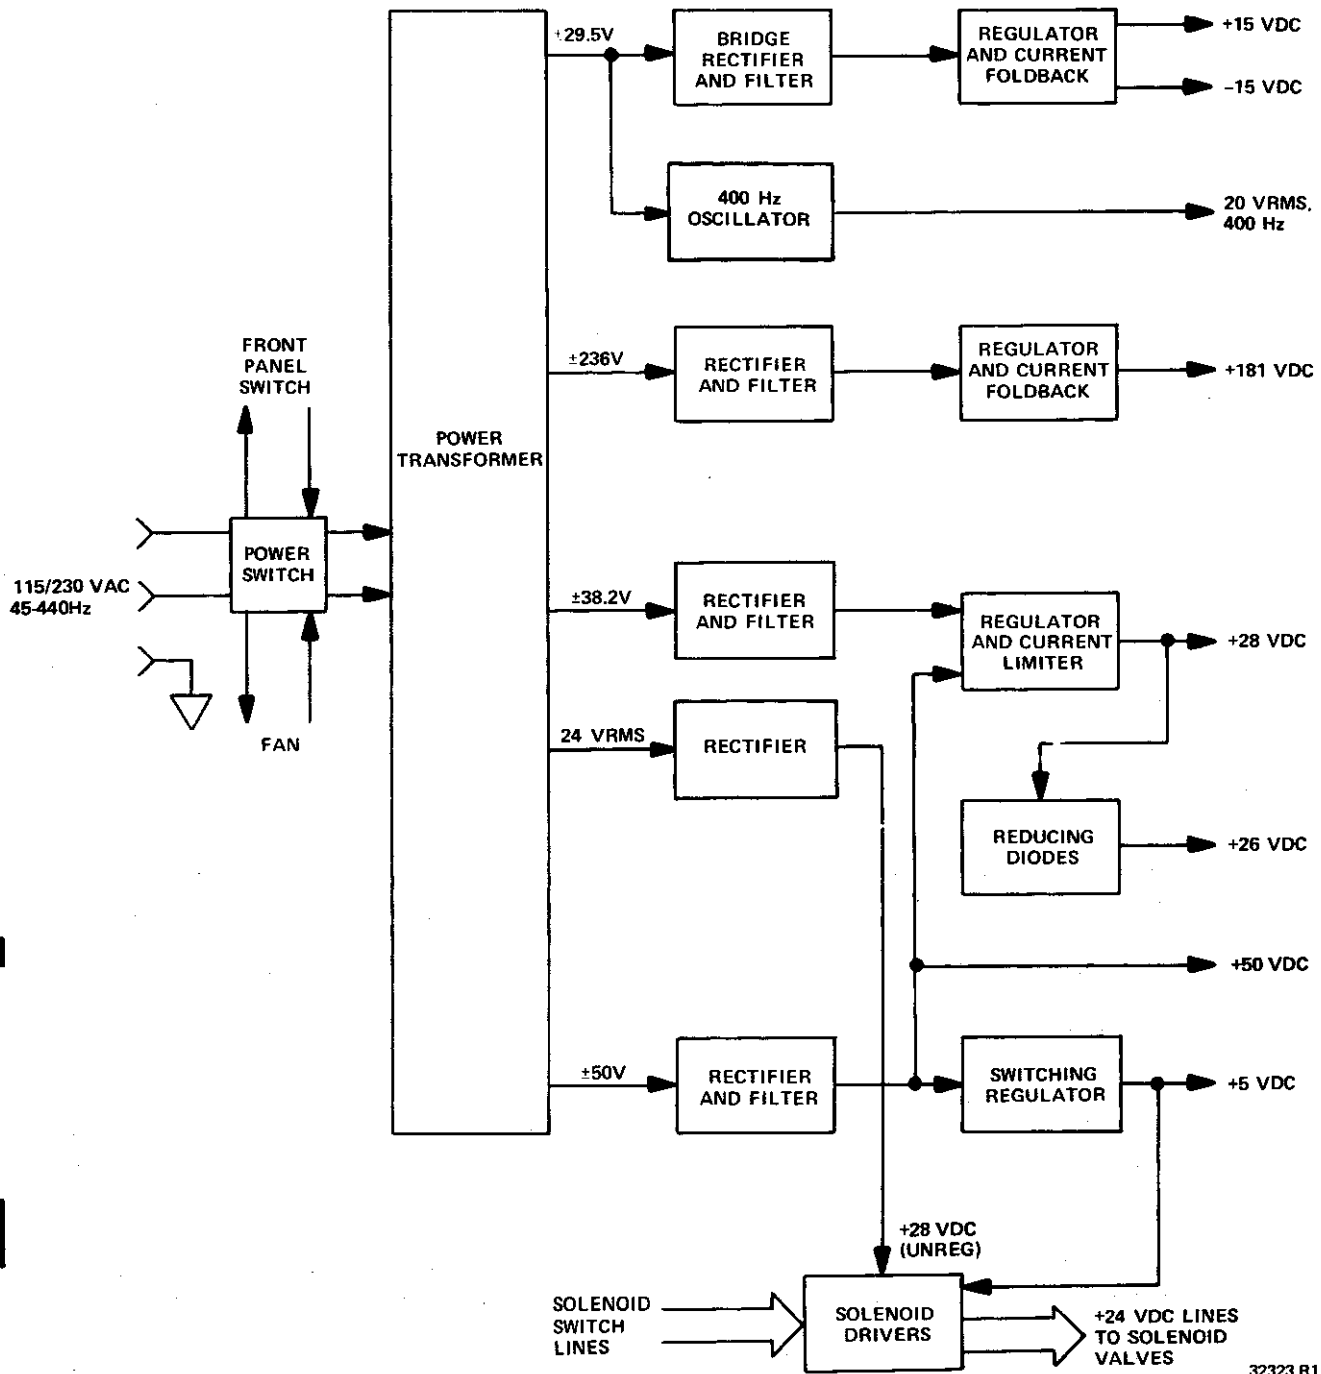 ±29.5V
BRIDGE
RECTIFIER
AND FILTER
REGULATOR
AND CURRENT
FOLDBACK
+15 VDC
-15 VDC
400 Hz
OSCILLATOR
20 VRMS,
400 Hz
FRONT
PANEL
SWITCH
±236V
RECTIFIER
AND FILTER
REGULATOR
AND CURRENT
FOLDBACK
+181 VDC
POWER
TRANSFORMER
115/230 VAC
45-440Hz
POWER
SWITCH
FAN
±38.2V
RECTIFIER
AND FILTER
REGULATOR
AND CURRENT
LIMITER
+28 VDC
24 VRMS
RECTIFIER
REDUCING
DIODES
+26 VDC
+50 VDC
±50V
RECTIFIER
AND FILTER
SWITCHING
REGULATOR
+5 VDC
+28 VDC
(UNREG)
SOLENOID
SWITCH
LINES
SOLENOID
DRIVERS
+24 VDC LINES
TO SOLENOID
VALVES
32323 R1